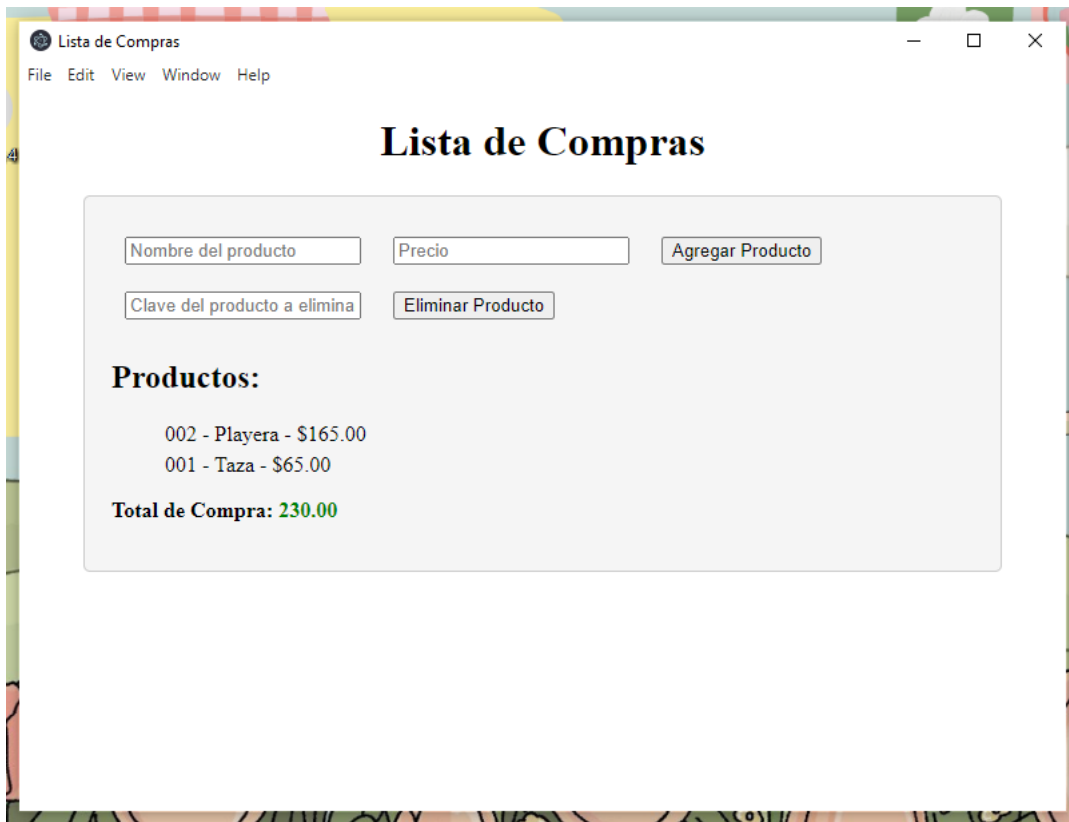 Lista de Compras
File Edit View Window Help
4
Lista de Compras
Nombre del producto Precio Agregar Producto
Clave del producto a elimina Eliminar Producto
Productos:
002 - Playera - $165.00
001 - Taza - $65.00
Total de Compra: 230.00